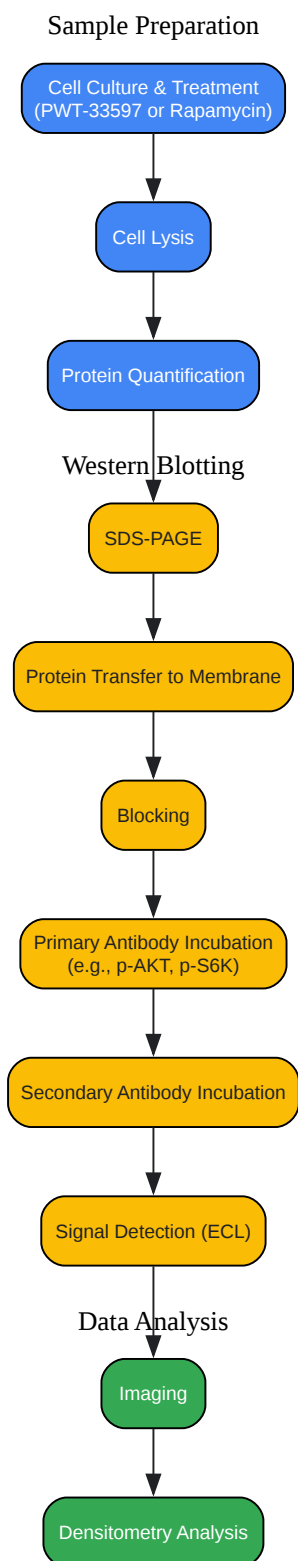 Sample Preparation
Cell Culture & Treatment
(PWT-33597 or Rapamycin)
Cell Lysis
Protein Quantification
Western Blotting
SDS-PAGE
Protein Transfer to Membrane
Blocking
Primary Antibody Incubation
(e.g., p-AKT, p-S6K)
Secondary Antibody Incubation
Signal Detection (ECL)
Data Analysis
Imaging
Densitometry Analysis